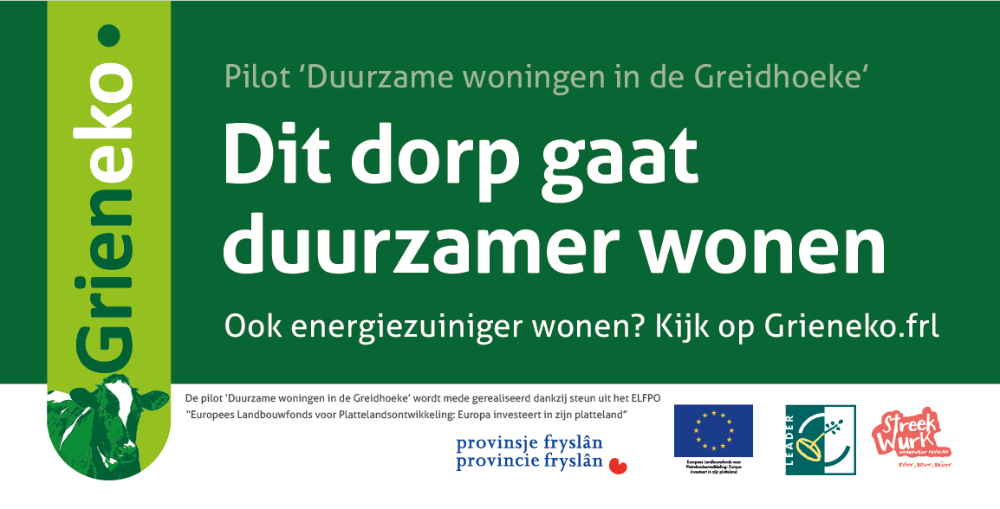 Grieneko
Pilot ’Duurzame woningen in de Greidhoeke’
Dit dorp gaat
duurzamer wonen
Ook energiezuiniger wonen? Kijk op Grieneko.frl
De pilot ‘Duurzame woningen in de Greidhoeke’ wordt mede gerealiseerd dankzij steun uit het ELFPO
“Europees Landbouwfonds voor Plattelandsontwikkeling: Europa investeert in zijn platteland”
provinsje fryslân
provincie fryslân
Europees Landbouwfonds voor
Plattelandsontwikkeling: Europa
investeert in zijn platteland
LEADER
Streek
Wurk
NOARDWEST FRYSLÂN